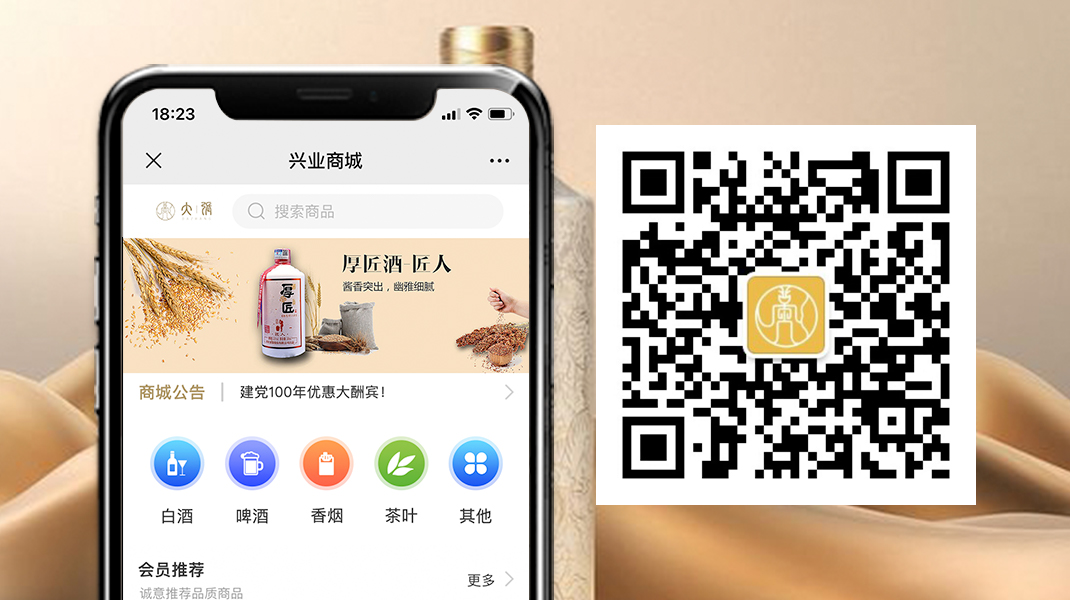 18:23
兴业商城
搜索商品
厚匠酒-匠人
酱香突出，幽雅细腻
厚匠
商城公告
建党100年优惠大酬宾！
白酒
啤酒
香烟
茶叶
其他
会员推荐
更多
诚意推荐品质商品